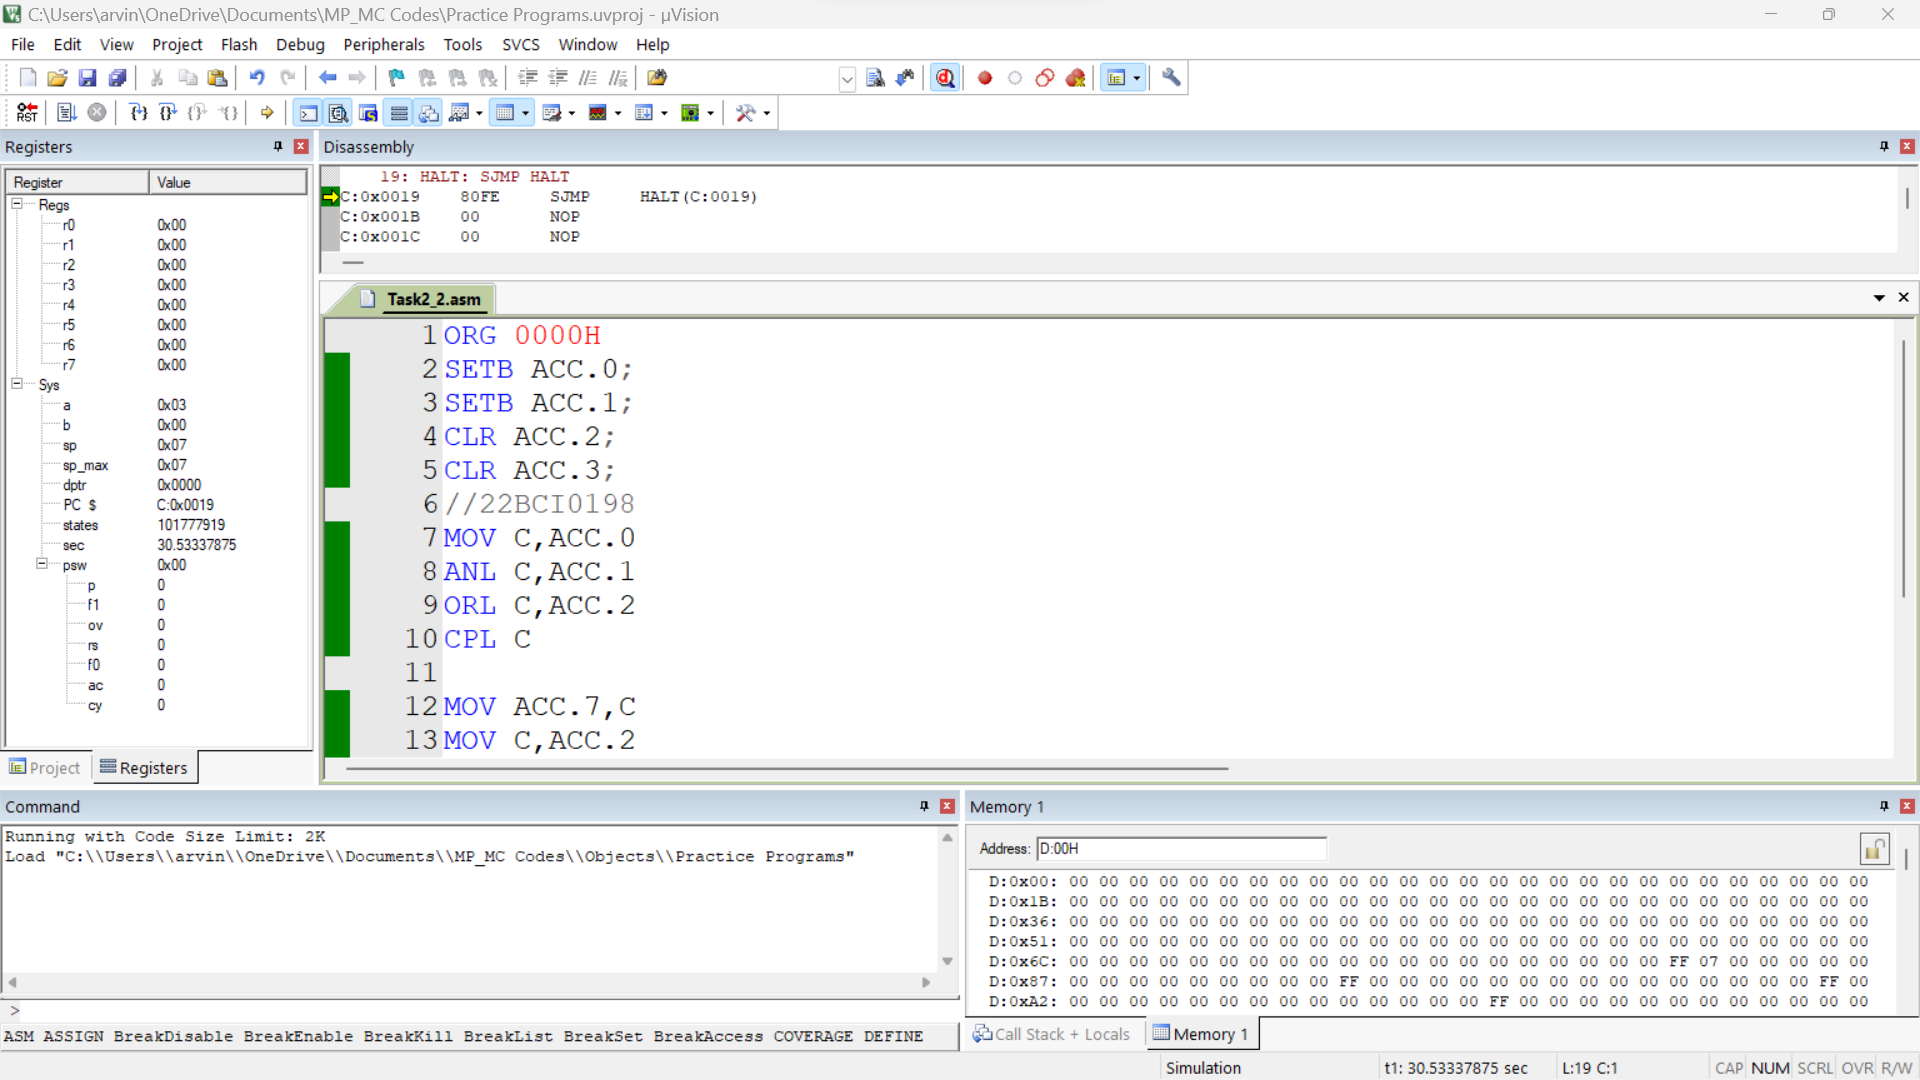 C:\Users\arvin\OneDrive\Documents\MP_MC Codes\Practice Programs.uvproj - µVision
File Edit View Project Flash Debug Peripherals Tools SVCS Window Help
Registers
Register Value
Regs
r0 0x00
r1 0x00
r2 0x00
r3 0x00
r4 0x00
r5 0x00
r6 0x00
r7 0x00
Sys
a 0x03
b 0x00
sp 0x07
sp_max 0x07
dptr 0x0000
PC $ C:0x0019
states 101777919
sec 30.53337875
psw 0x00
p 0
f1 0
ov 0
rs 0
f0 0
ac 0
cy 0
Project Registers
Disassembly
19: HALT: SJMP HALT
C:0x0019 80FE SJMP HALT(C:0019)
C:0x001B 00 NOP
C:0x001C 00 NOP
Task2_2.asm
1 ORG 0000H
2 SETB ACC.0;
3 SETB ACC.1;
4 CLR ACC.2;
5 CLR ACC.3;
6 //22BCI0198
7 MOV C,ACC.0
8 ANL C,ACC.1
9 ORL C,ACC.2
10 CPL C
11
12 MOV ACC.7,C
13 MOV C,ACC.2
Command
Running with Code Size Limit: 2K
Load "C:\\Users\\arvin\\OneDrive\\Documents\\MP_MC Codes\\Objects\\Practice Programs"
>
ASM ASSIGN BreakDisable BreakEnable BreakKill BreakList BreakSet BreakAccess COVERAGE DEFINE
Memory 1
Address: D:00H
D:0x00: 00 00 00 00 00 00 00 00 00 00 00 00 00 00 00 00 00 00 00 00 00 00 00 00 00 00 00
D:0x1B: 00 00 00 00 00 00 00 00 00 00 00 00 00 00 00 00 00 00 00 00 00 00 00 00 00 00 00
D:0x36: 00 00 00 00 00 00 00 00 00 00 00 00 00 00 00 00 00 00 00 00 00 00 00 00 00 00 00
D:0x51: 00 00 00 00 00 00 00 00 00 00 00 00 00 00 00 00 00 00 00 00 00 00 00 00 00 00 00
D:0x6C: 00 00 00 00 00 00 00 00 00 00 00 00 00 00 00 00 00 00 00 00 FF 07 00 00 00 00 00
D:0x87: 00 00 00 00 00 00 00 00 00 FF 00 00 00 00 00 00 00 00 00 00 00 00 00 00 00 FF 00
D:0xA2: 00 00 00 00 00 00 00 00 00 00 00 00 00 00 FF 00 00 00 00 00 00 00 00 00 00 00 00
Call Stack + Locals Memory 1
Simulation t1: 30.53337875 sec L:19 C:1 CAP NUM SCRL OVR R/W